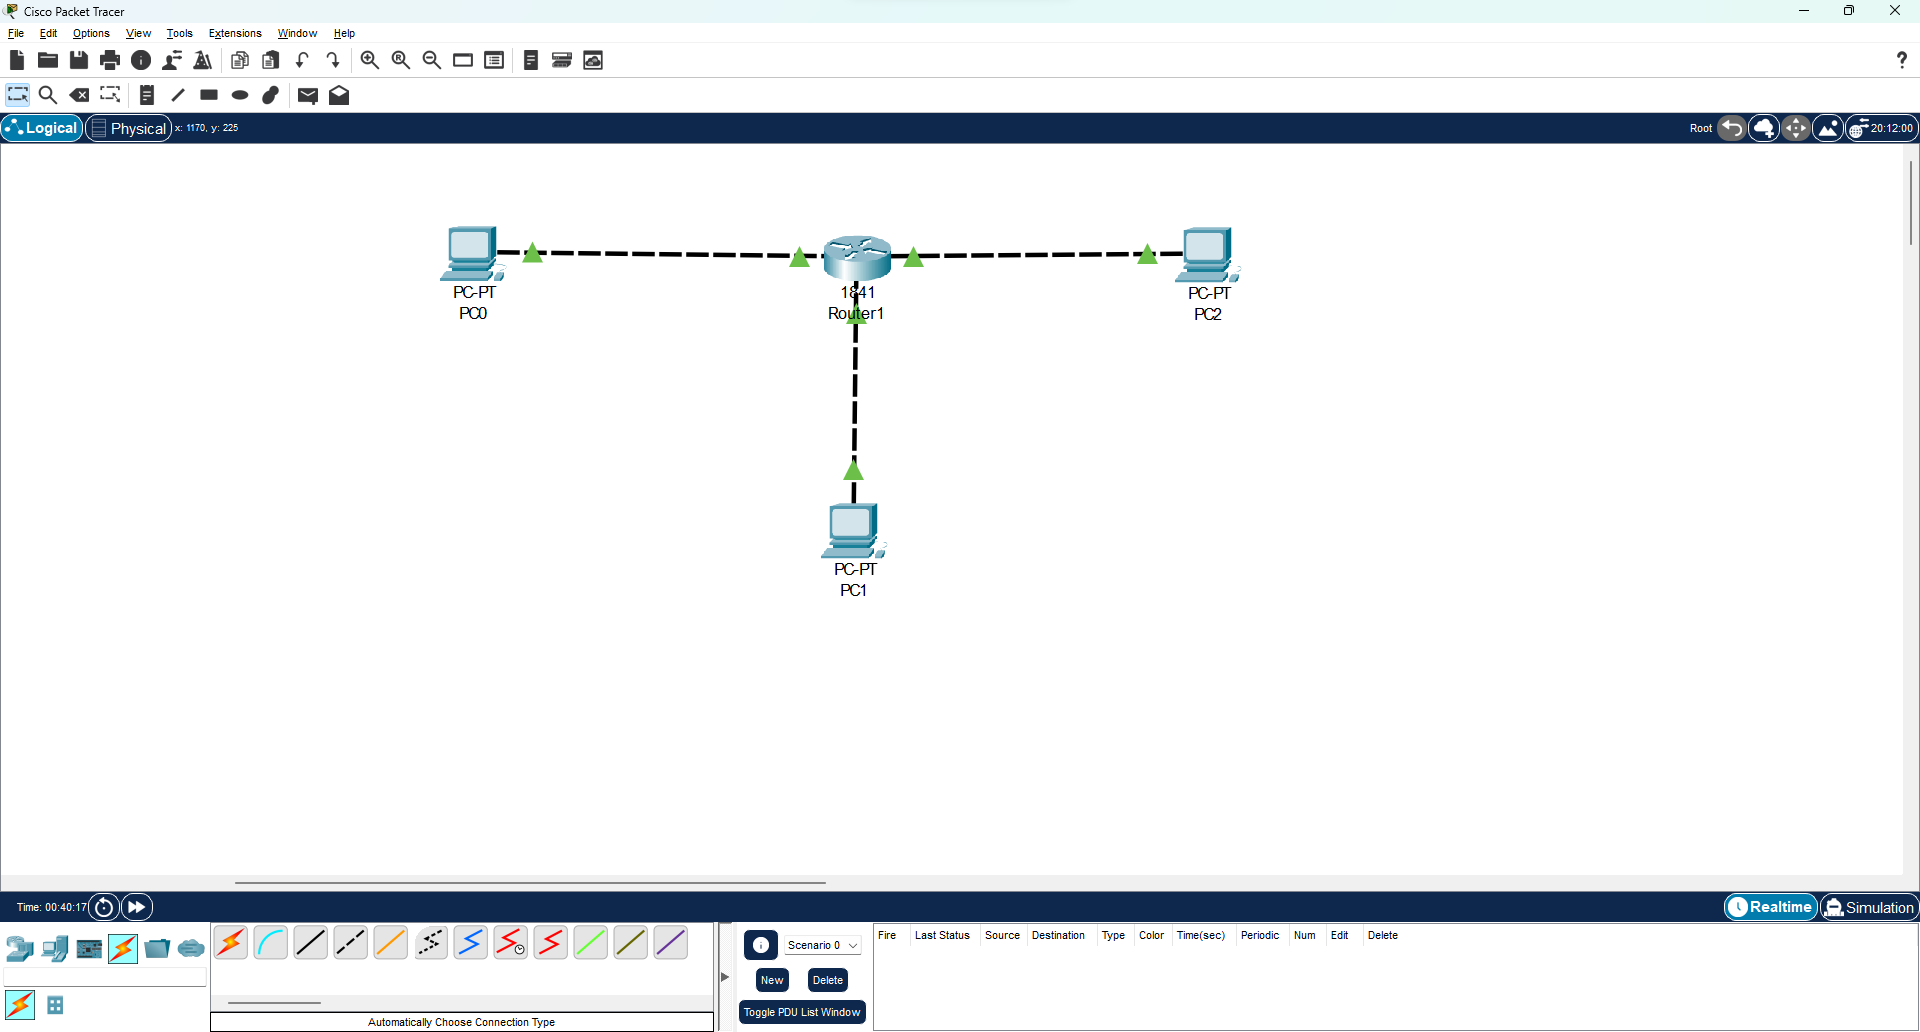 Cisco Packet Tracer
File Edit Options View Tools Extensions Window Help
Logical Physical x: 1170, y: 225 Root 20:12:00
PC-PT
PC0
1841
Router1
PC-PT
PC2
PC-PT
PC1
Time: 00:40:17 Realtime Simulation
Scenario 0
New Delete
Toggle PDU List Window
Fire Last Status Source Destination Type Color Time(sec) Periodic Num Edit Delete
Automatically Choose Connection Type